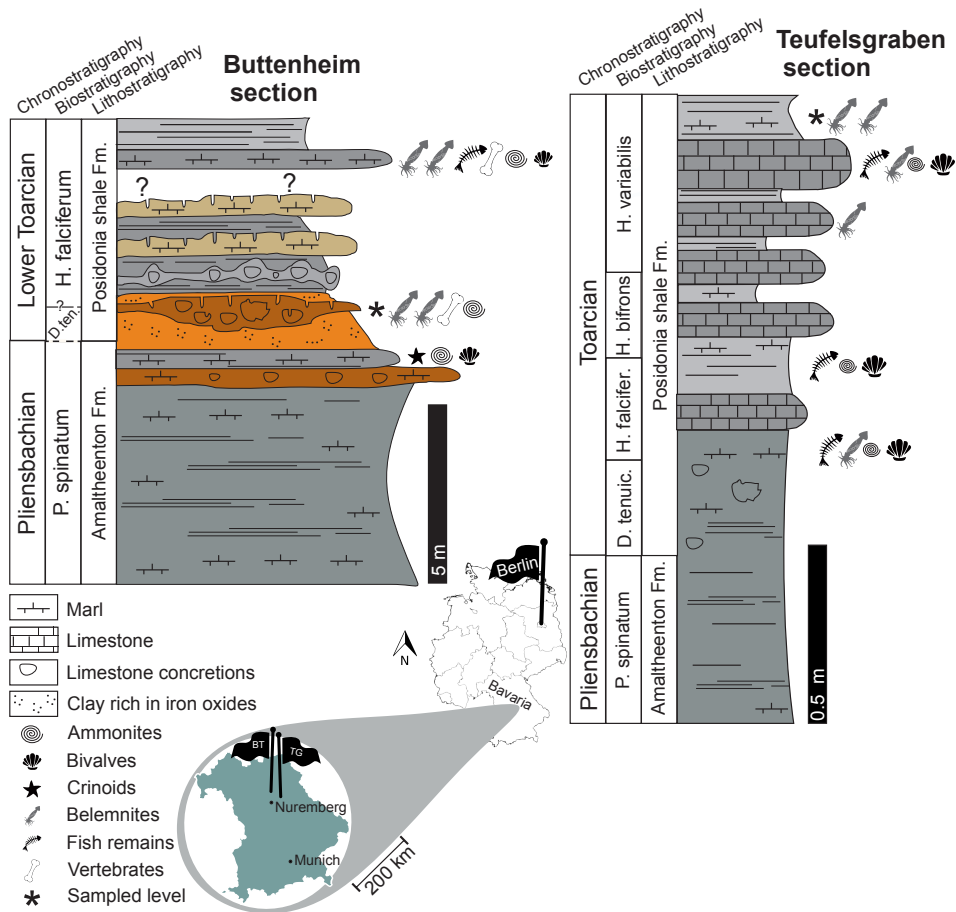 Chronostratigraphy
Biostratigraphy
Lithostratigraphy
Buttenheim
section
Lower Toarcian
H. falciferum
?
D. ten.
Posidonia shale Fm.
Pliensbachian
P. spinatum
Amaltheenton Fm.
?
?
5 m
Chronostratigraphy
Biostratigraphy
Lithostratigraphy
Teufelsgraben
section
Toarcian
H. variabilis
H. bifrons
H. falcifer.
D. tenuic.
Posidonia shale Fm.
Pliensbachian
P. spinatum
Amaltheenton Fm.
0.5 m
Marl
Limestone
Limestone concretions
Clay rich in iron oxides
Ammonites
Bivalves
Crinoids
Belemnites
Fish remains
Vertebrates
Sampled level
Berlin
N
Bavaria
BT
TG
Nuremberg
Munich
200 km